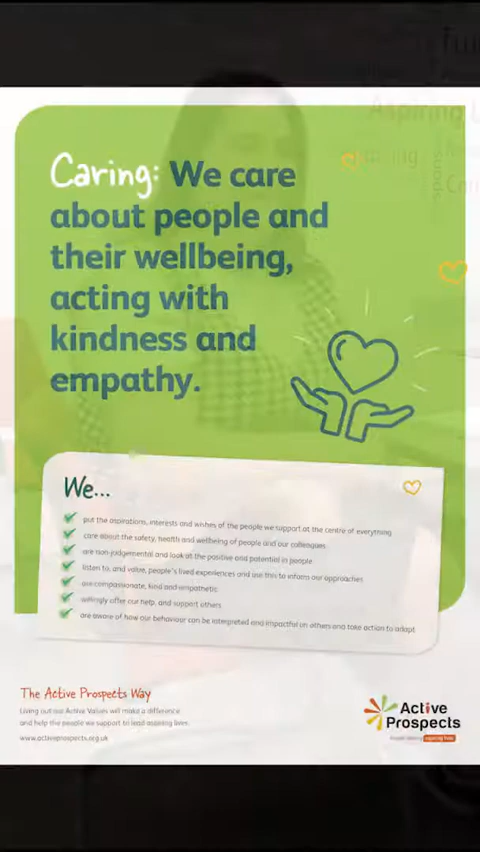 Aspiring
Caring: We care
about people and
their wellbeing,
acting with
kindness and
empathy.
We...
put the aspirations, interests and wishes of the people we support at the centre of everything
care about the safety, health and wellbeing of people and our colleagues
are non-judgemental and look at the positive and potential in people
listen to, and value, people's lived experiences and use this to inform our approaches
are compassionate, kind and empathetic
willingly offer our help, and support others
are aware of how our behaviour can be interpreted and impactful on others and take action to adapt
The Active Prospects Way
Living out our Active Values will make a difference
and help the people we support to lead aspiring lives
www.activeprospects.org.uk
Active
Prospects
aspiring lives